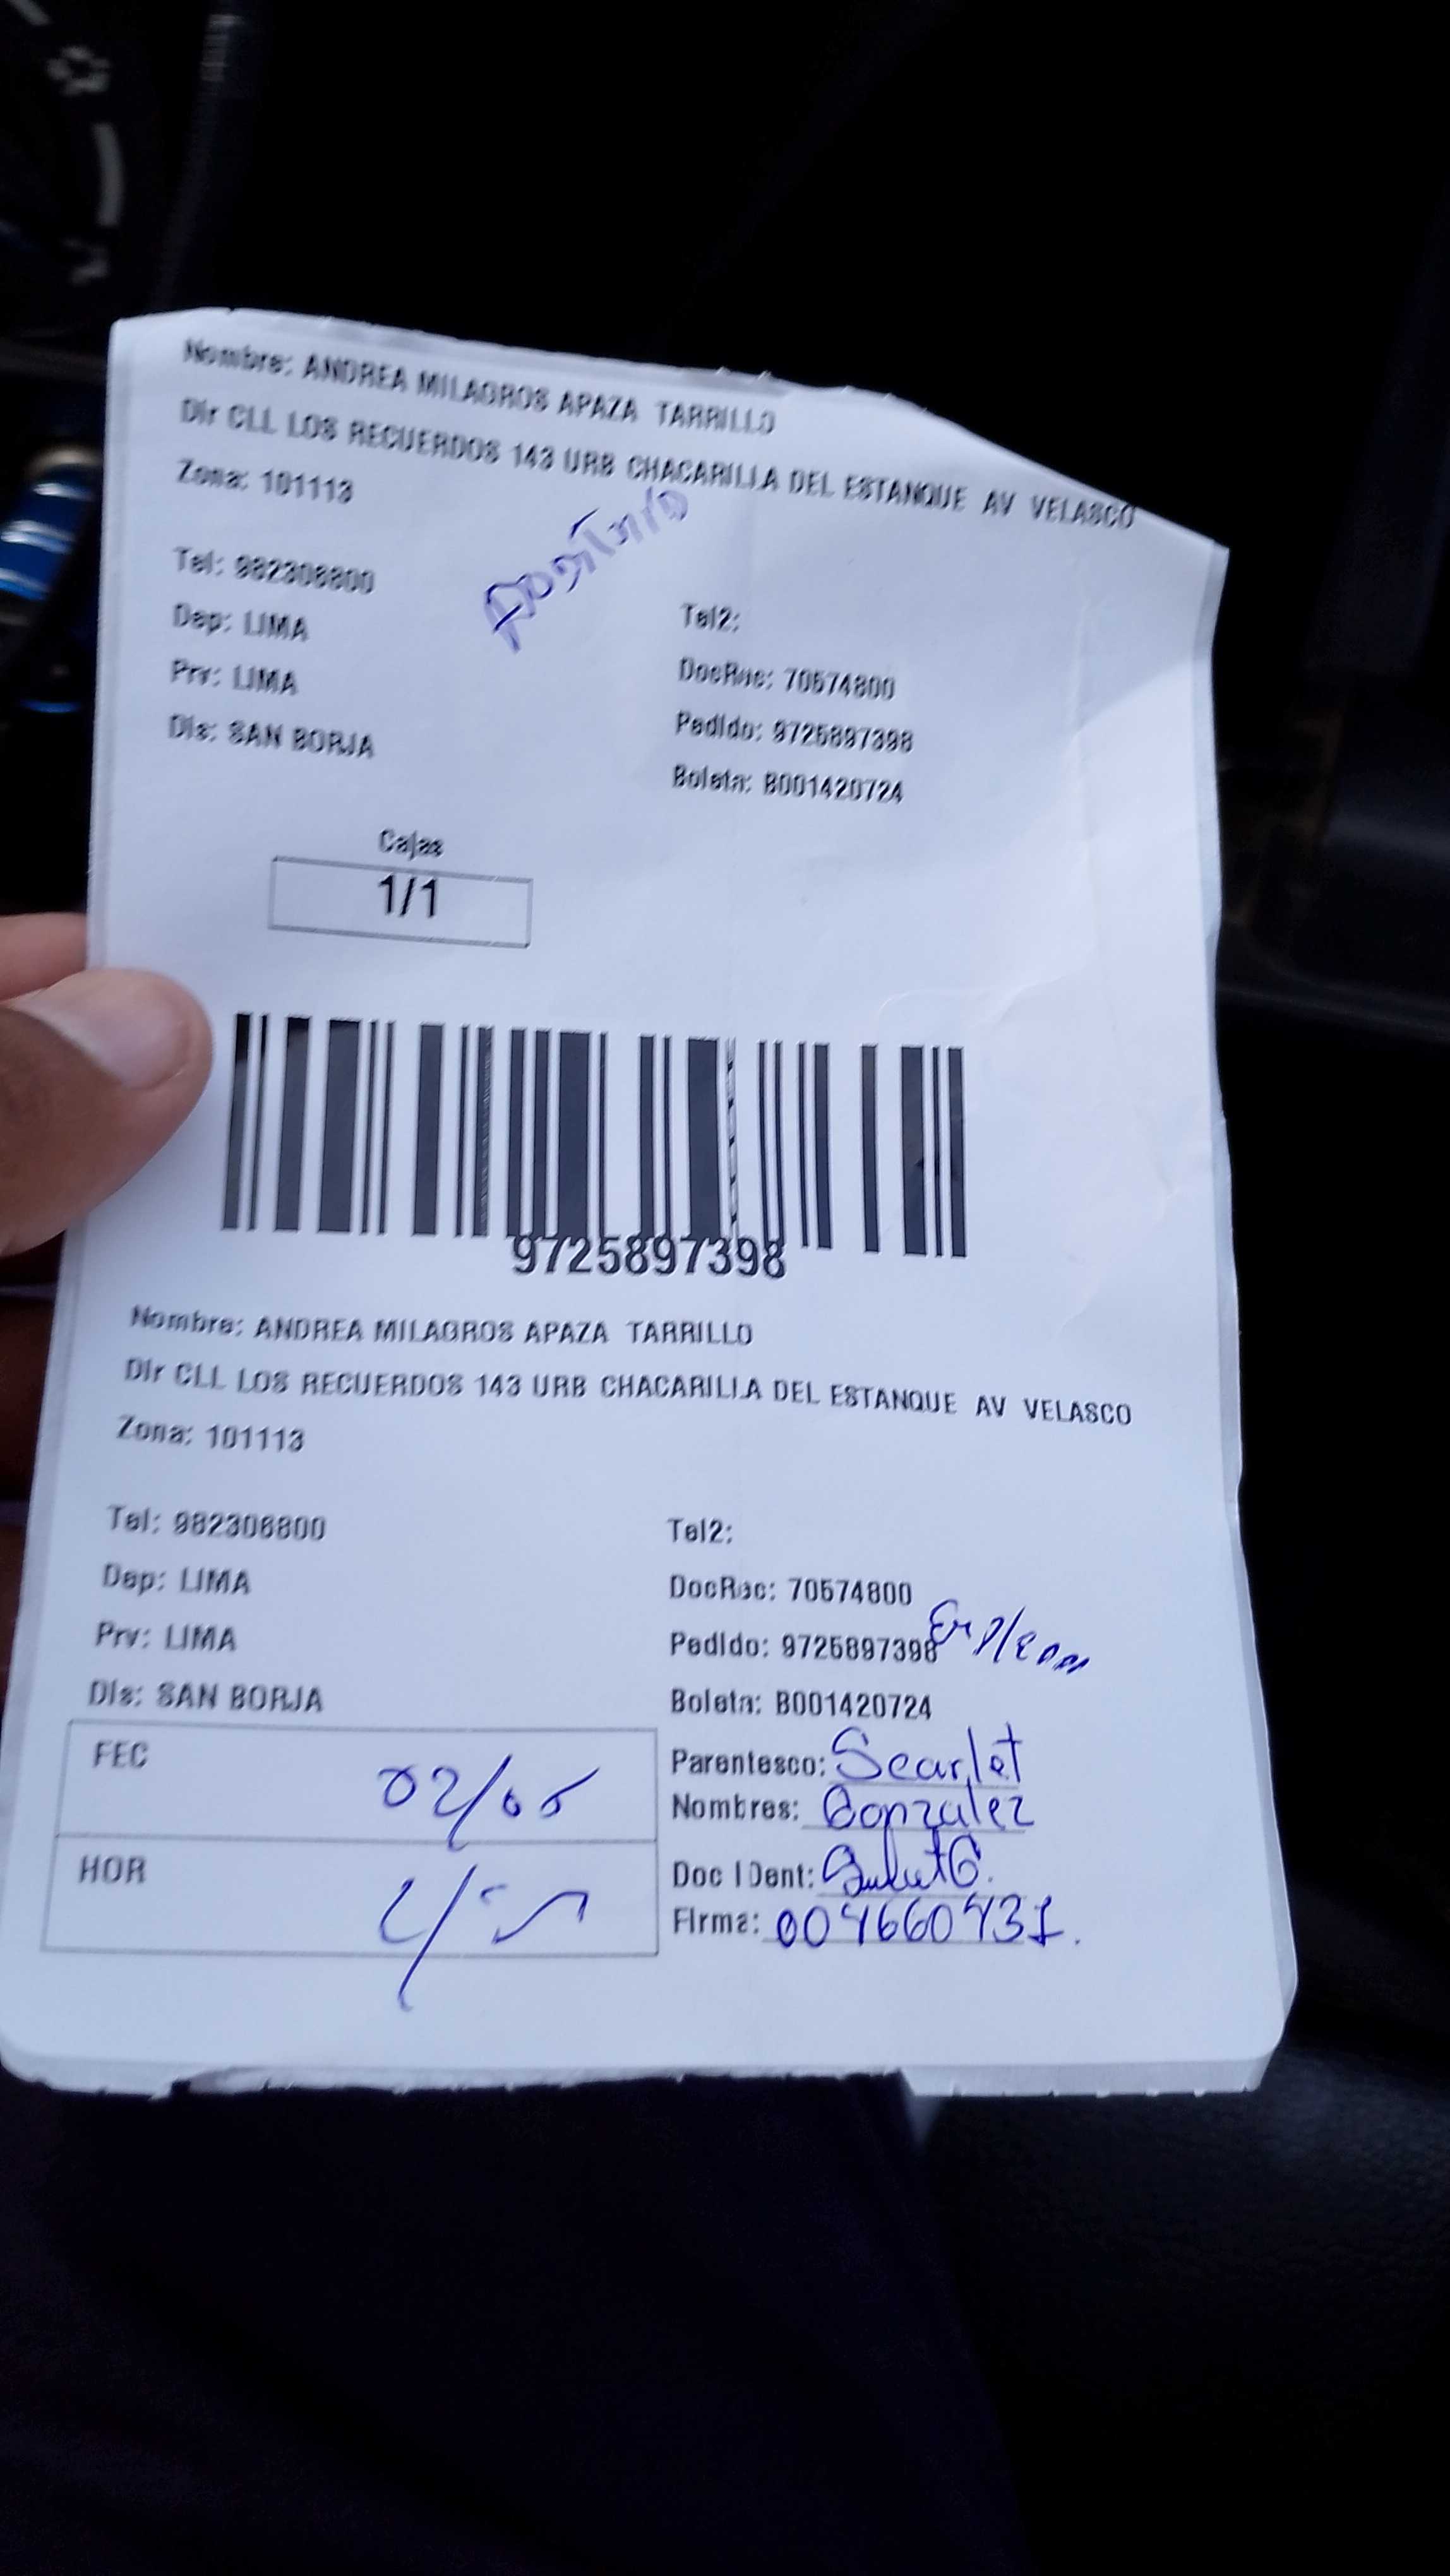 Nombre: ANDREA MILAGROS APAZA TARRILLO
Dir CLL LOS RECUERDOS 143 URB CHACARILLA DEL ESTANQUE AV VELASCO
Zona: 101113
Tel: 982306800
Tel2:
Dep: LIMA
DocRec: 70574800
Prv: LIMA
Pedido: 9725897398
Dis: SAN BORJA
Boleta: B001420724
Cajas
1/1
9725897398
Nombre: ANDREA MILAGROS APAZA TARRILLO
Dir CLL LOS RECUERDOS 143 URB CHACARILLA DEL ESTANQUE AV VELASCO
Zona: 101113
Tel: 982306800
Tel2:
Dep: LIMA
DocRec: 70574800
Prv: LIMA
Pedido: 9725897398
Dis: SAN BORJA
Boleta: B001420724
FEC 02/05
Parentesco: Scarlet
Nombres: Gonzalez
HOR
Doc IDent:
Firma: 004660431.